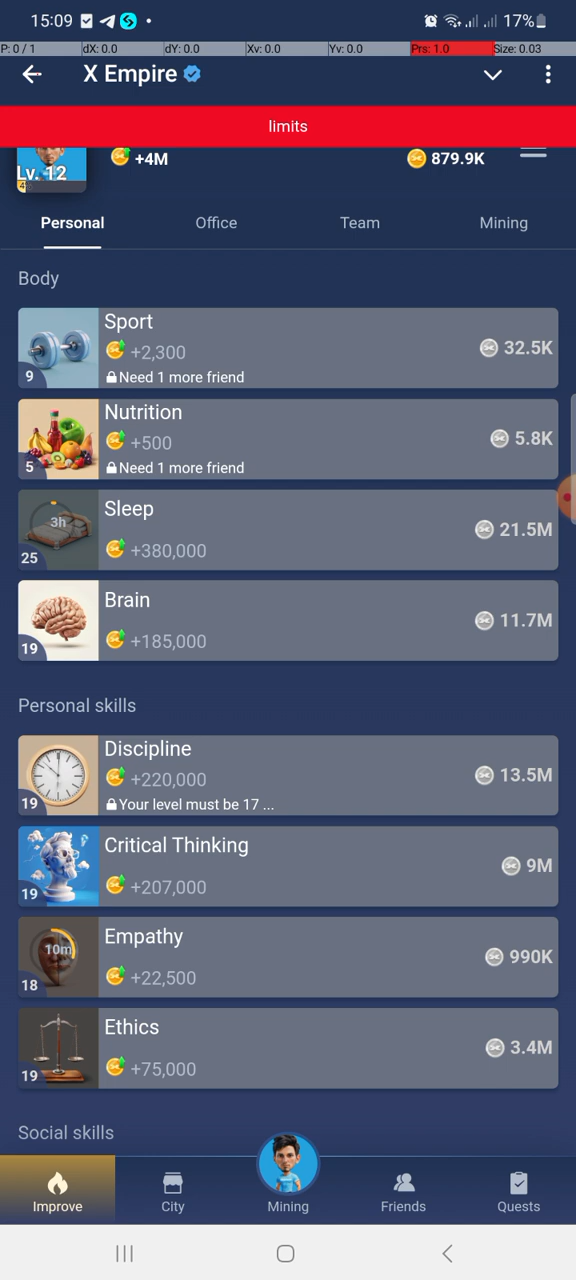 15:09
17%
P: 0 / 1 dX: 0.0 dY: 0.0 Xv: 0.0 Yv: 0.0 Prs: 1.0 Size: 0.03
X Empire
limits
Lv. 12
+4M
879.9K
Personal Office Team Mining
Body
Sport
+2,300
32.5K
9
Need 1 more friend
Nutrition
+500
5.8K
5
Need 1 more friend
Sleep
3h
+380,000
21.5M
25
Brain
+185,000
11.7M
19
Personal skills
Discipline
+220,000
13.5M
19
Your level must be 17 ...
Critical Thinking
+207,000
9M
19
Empathy
10m
+22,500
990K
18
Ethics
+75,000
3.4M
19
Social skills
Improve City Mining Friends Quests